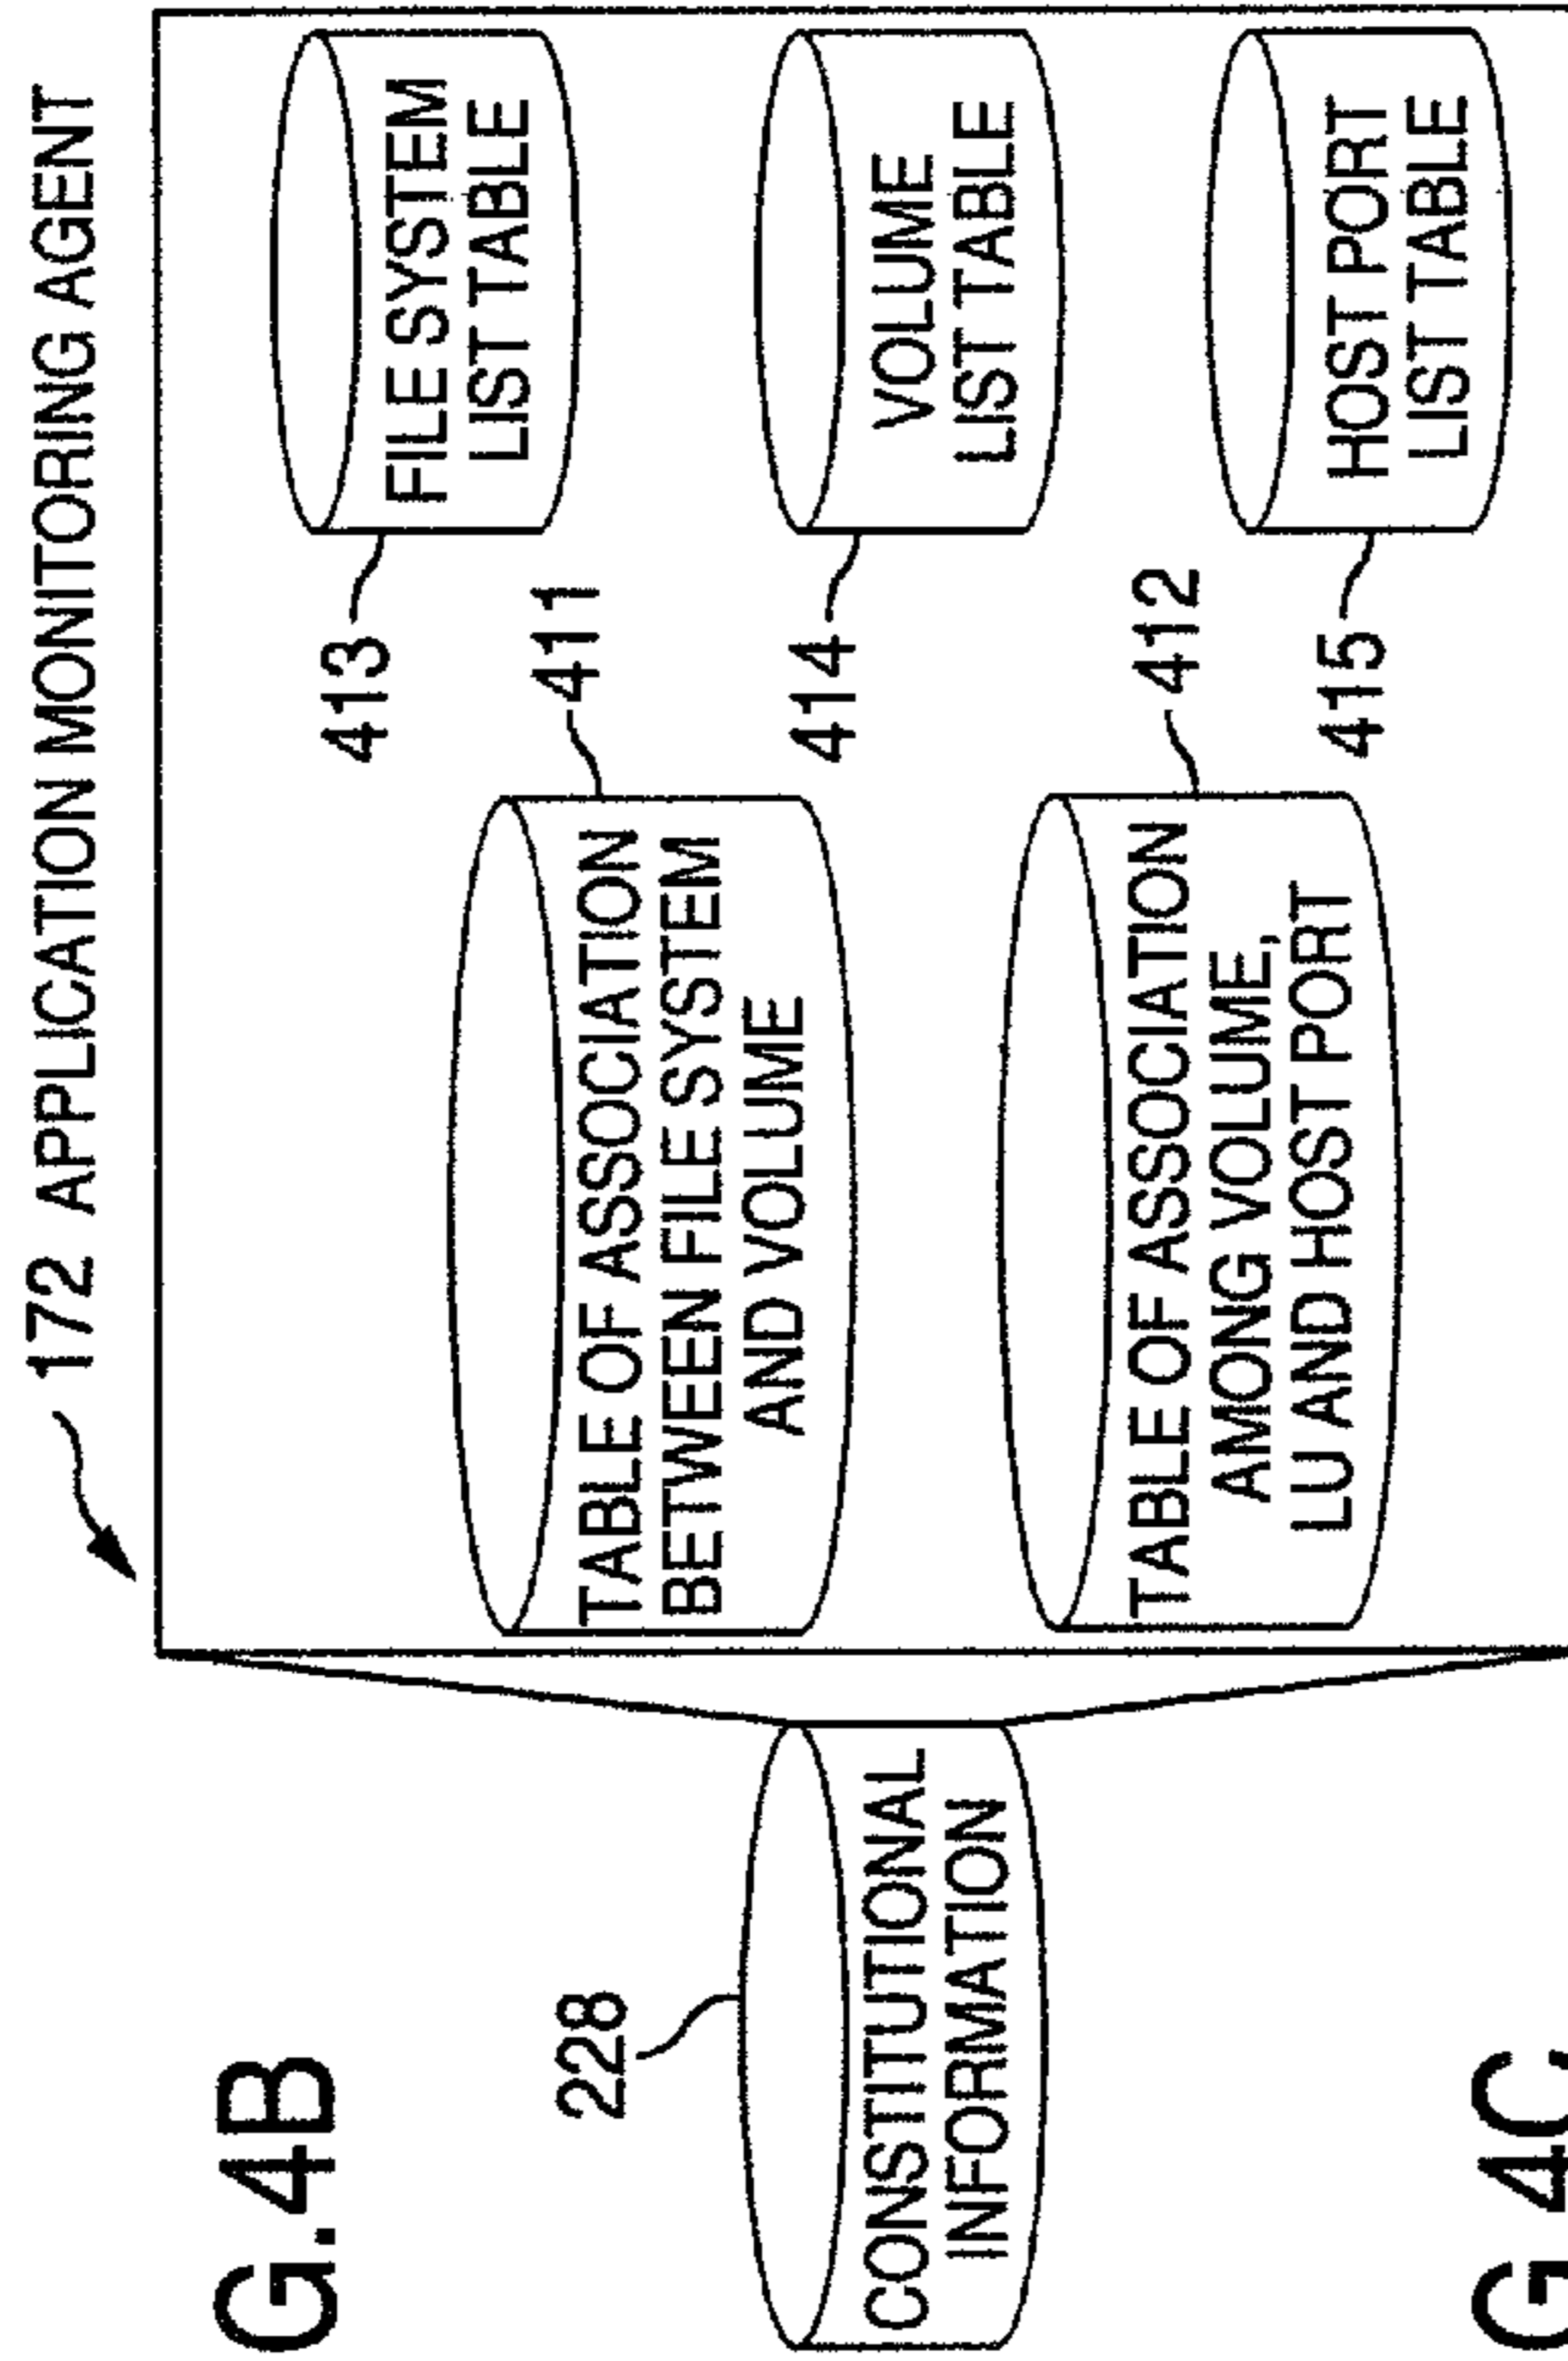 172 APPLICATION MONITORING AGENT
G.4B
413
FILE SYSTEM
LIST TABLE
411
TABLE OF ASSOCIATION
BETWEEN FILE SYSTEM
AND VOLUME
228
CONSTITUTIONAL
INFORMATION
414
VOLUME
LIST TABLE
412
TABLE OF ASSOCIATION
AMONG VOLUME,
LU AND HOST PORT
415
HOST PORT
LIST TABLE
G.4C